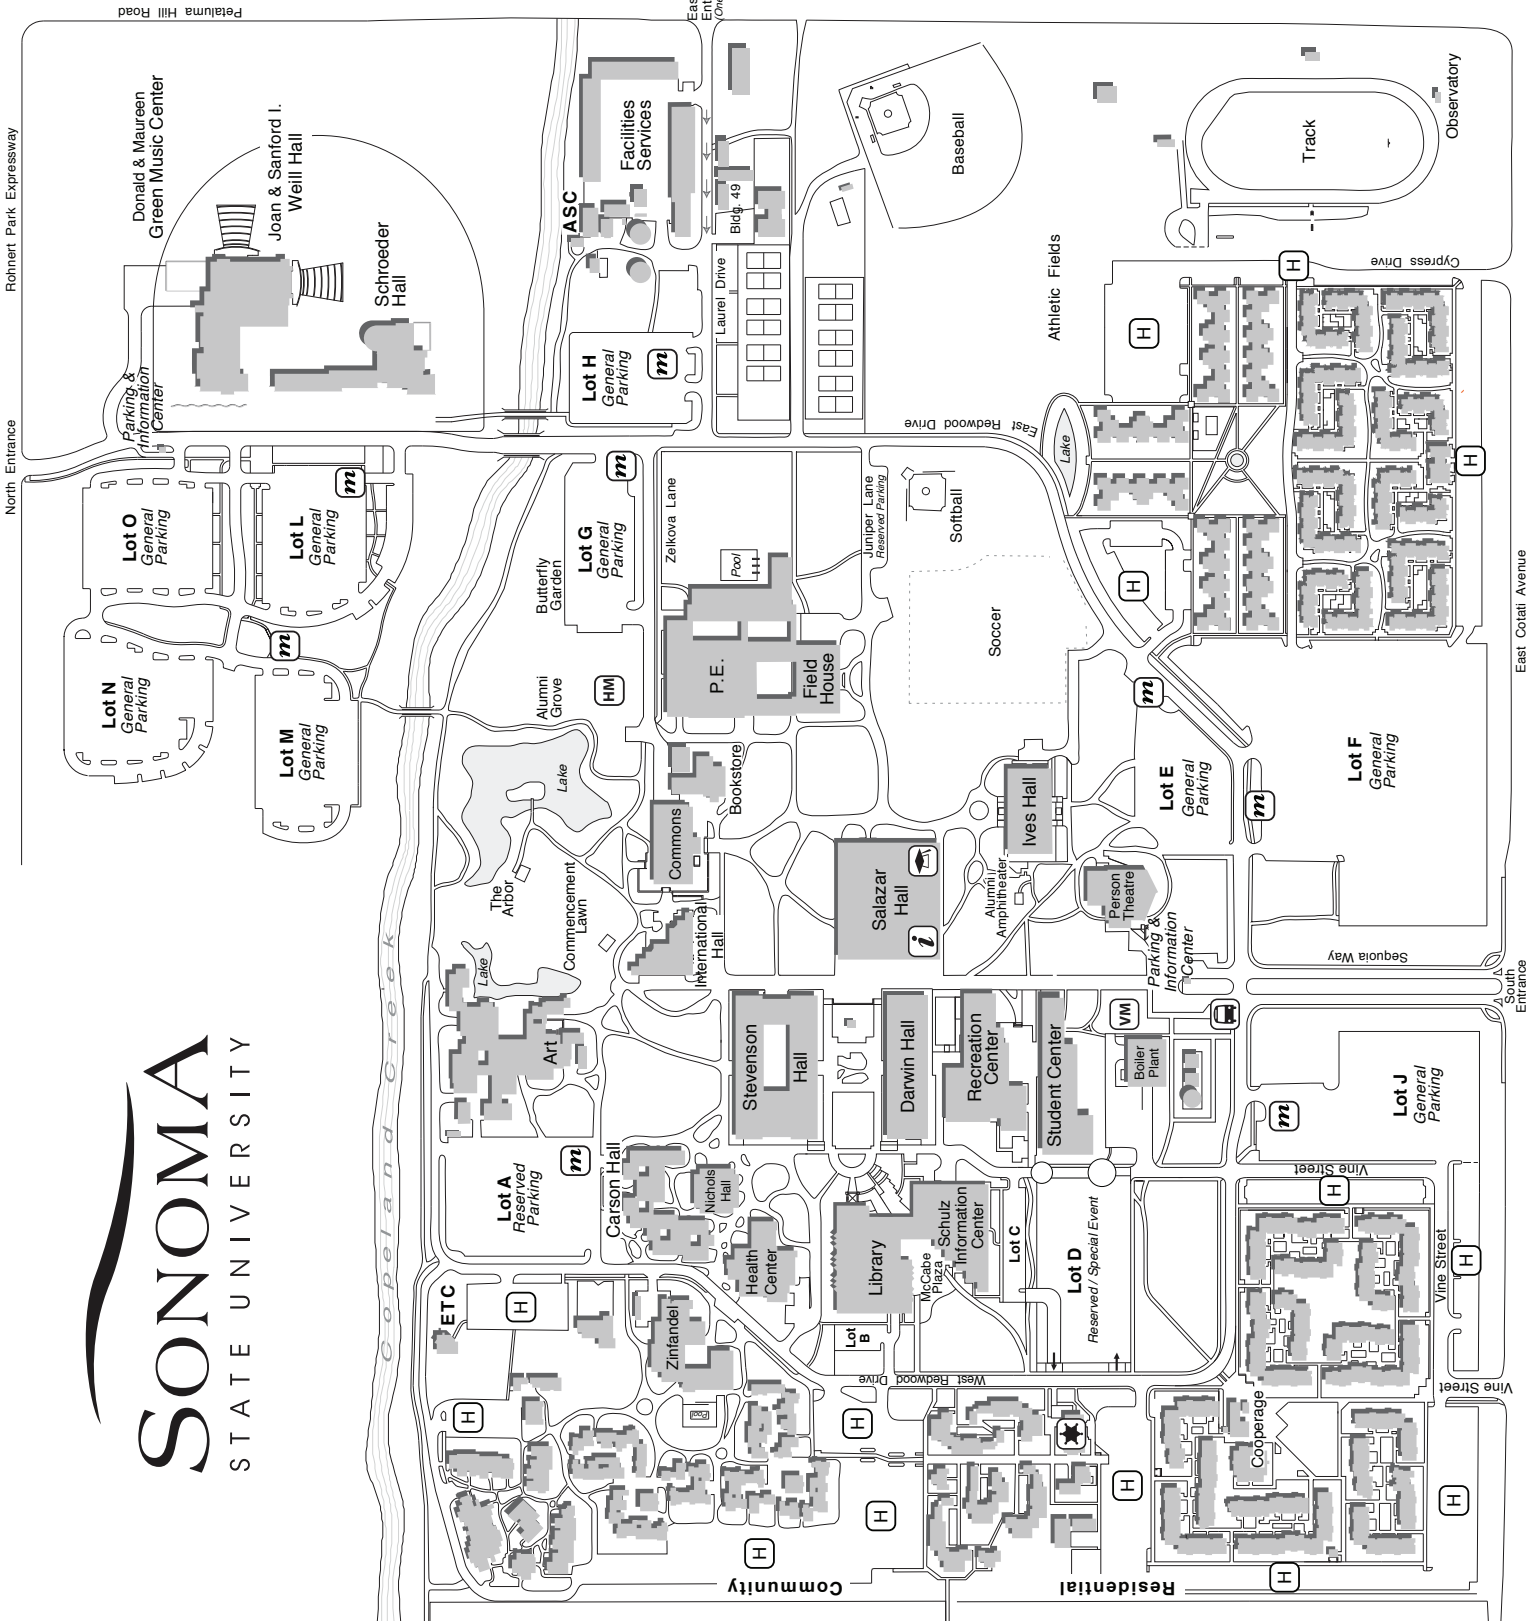 Petaluma Hill Road
Rohnert Park Expressway
North Entrance
Eas
Ent
(One
Donald & Maureen
Green Music Center
Joan & Sanford I.
Weill Hall
Schroeder
Hall
Parking &
Information
Center
ASC
Facilities
Services
Bldg. 49
Laurel Drive
Lot H
General
Parking
m
Baseball
Athletic Fields
Track
Observatory
Cypress Drive
H
H
H
H
Lake
East Redwood Drive
East
Lot O
General
Parking
Lot L
General
Parking
m
Lot N
General
Parking
Lot M
General
Parking
m
Butterfly
Garden
Lot G
General
Parking
m
Zelkova Lane
Pool
Juniper Lane
Reserved Parking
Softball
Soccer
Alumni
Grove
HM
P.E.
Field
House
Lake
Bookstore
Commons
The
Arbor
Commencement
Lawn
International
Hall
Salazar
Hall
i
Ives Hall
Alumni
Amphitheater
Person
Theatre
Parking &
Information
Center
m
Lot E
General
Parking
m
Lot F
General
Parking
East Cotati Avenue
Sequoia Way
South
Entrance
SONOMA
STATE UNIVERSITY
Copeland Creek
Lake
Art
Stevenson
Hall
Darwin Hall
Recreation
Center
Student Center
VM
Boiler
Plant
Lot J
General
Parking
m
Vine Street
Lot A
Reserved
Parking
m
Carson Hall
Nichols
Hall
Health
Center
Library
Schulz
Information
Center
McCabe
Plaza
Lot C
Lot D
Reserved / Special Event
Lot
B
ETC
H
Zinfandel
Pool
West Redwood Drive
H
H
H
H
H
H
H
Vine Street
Vine Street
Cooperage
H
H
H
Residential
Community